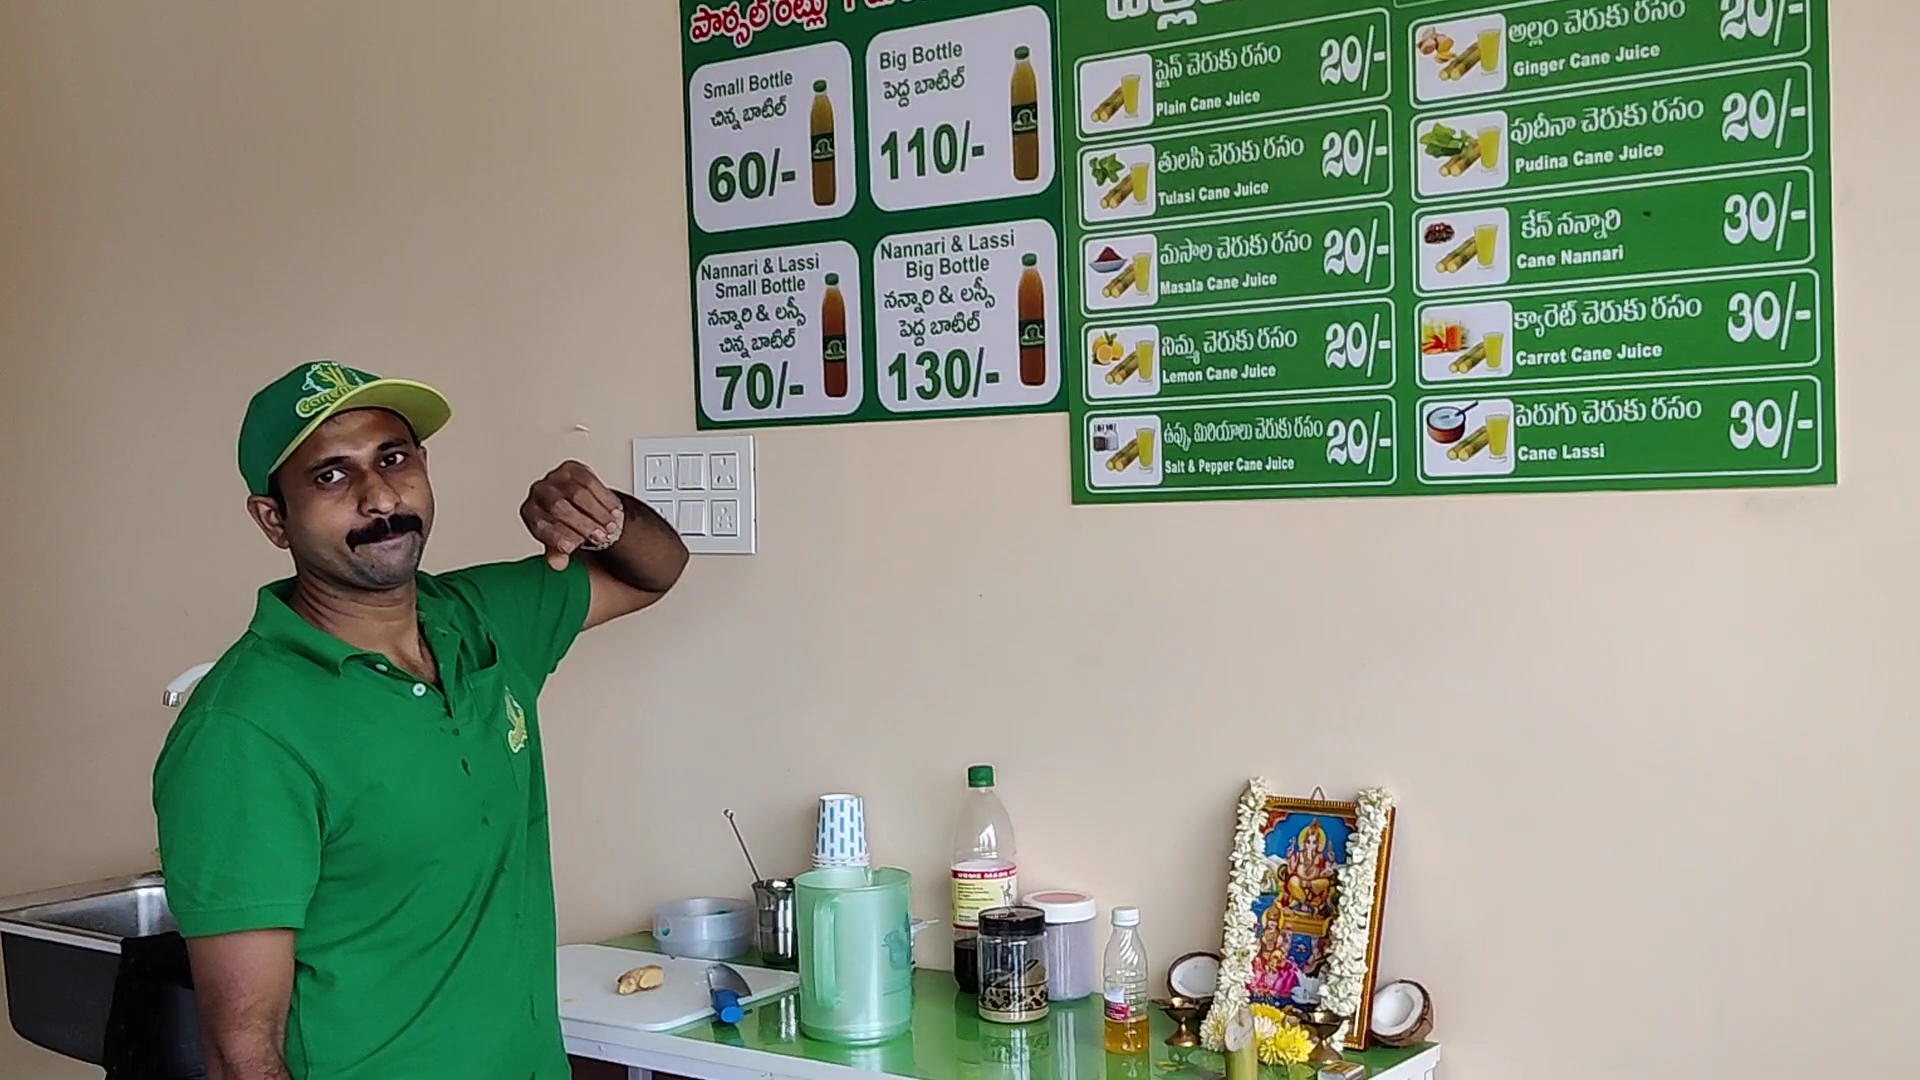 పార్సల్ రేట్లు
Small Bottle
చిన్న బాటిల్
60/-
Big Bottle
పెద్ద బాటిల్
110/-
Nannari & Lassi
Small Bottle
నన్నారి & లస్సీ
చిన్న బాటిల్
70/-
Nannari & Lassi
Big Bottle
నన్నారి & లస్సీ
పెద్ద బాటిల్
130/-
ప్లైన్ చెరుకు రసం 20/-
Plain Cane Juice
తులసి చెరుకు రసం 20/-
Tulasi Cane Juice
మసాల చెరుకు రసం 20/-
Masala Cane Juice
నిమ్మ చెరుకు రసం 20/-
Lemon Cane Juice
ఉప్పు మిరియాలు చెరుకు రసం 20/-
Salt & Pepper Cane Juice
అల్లం చెరుకు రసం 20/-
Ginger Cane Juice
పుదీనా చెరుకు రసం 20/-
Pudina Cane Juice
కేన్ నన్నారి 30/-
Cane Nannari
క్యారెట్ చెరుకు రసం 30/-
Carrot Cane Juice
పెరుగు చెరుకు రసం 30/-
Cane Lassi
HOME MADE